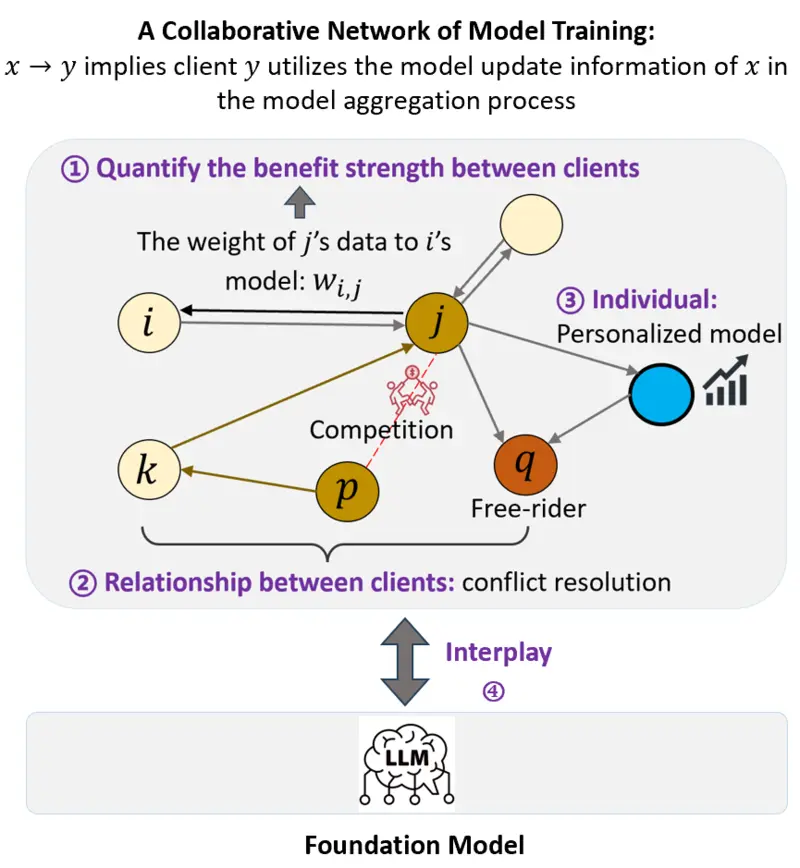 A Collaborative Network of Model Training:
x → y implies client y utilizes the model update information of x in
the model aggregation process
① Quantify the benefit strength between clients
The weight of j's data to i's
model: w_{i,j}
③ Individual:
Personalized model
i
j
Competition
k
p
q
Free-rider
② Relationship between clients: conflict resolution
Interplay
④
LLM
Foundation Model